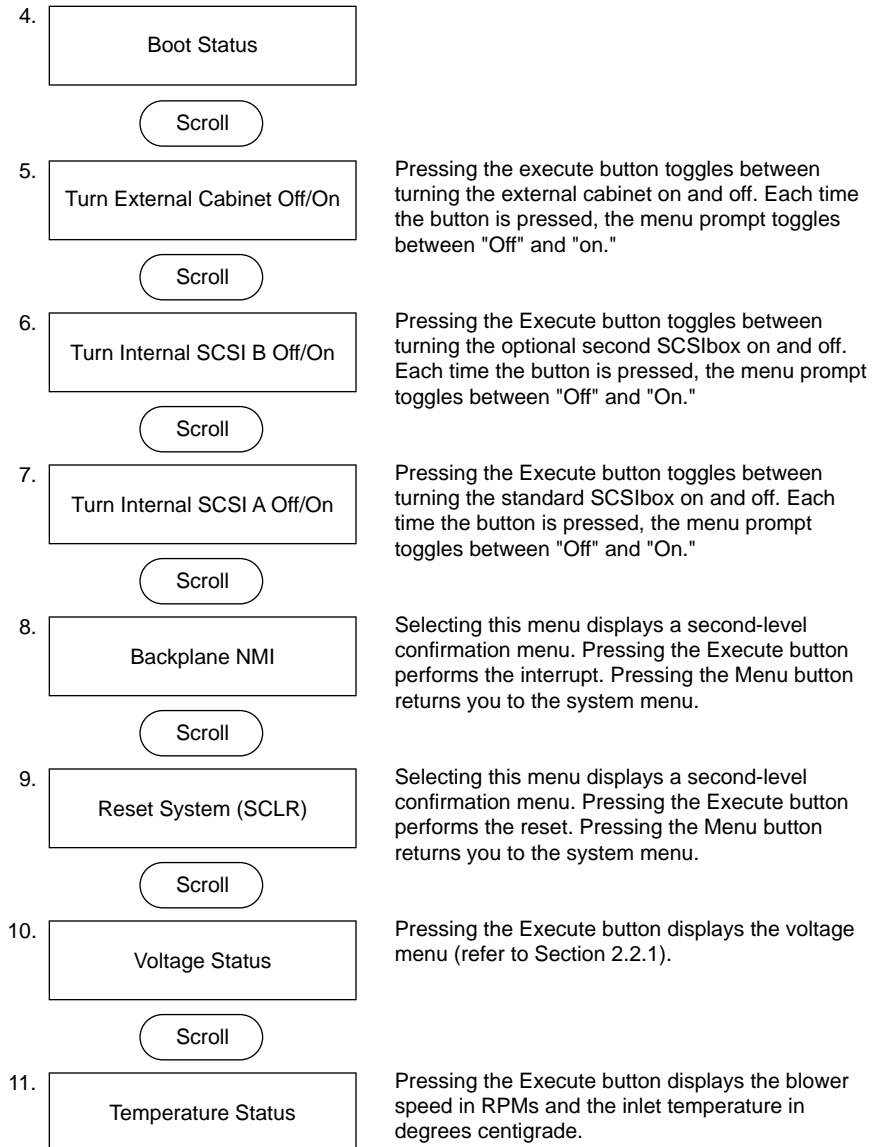 4.
Boot Status
Scroll
5.
Turn External Cabinet Off/On
Pressing the execute button toggles between
turning the external cabinet on and off. Each time
the button is pressed, the menu prompt toggles
between "Off" and "on."
Scroll
6.
Turn Internal SCSI B Off/On
Pressing the Execute button toggles between
turning the optional second SCSIbox on and off.
Each time the button is pressed, the menu prompt
toggles between "Off" and "On."
Scroll
7.
Turn Internal SCSI A Off/On
Pressing the Execute button toggles between
turning the standard SCSIbox on and off. Each
time the button is pressed, the menu prompt
toggles between "Off" and "On."
Scroll
8.
Backplane NMI
Selecting this menu displays a second-level
confirmation menu. Pressing the Execute button
performs the interrupt. Pressing the Menu button
returns you to the system menu.
Scroll
9.
Reset System (SCLR)
Selecting this menu displays a second-level
confirmation menu. Pressing the Execute button
performs the reset. Pressing the Menu button
returns you to the system menu.
Scroll
10.
Voltage Status
Pressing the Execute button displays the voltage
menu (refer to Section 2.2.1).
Scroll
11.
Temperature Status
Pressing the Execute button displays the blower
speed in RPMs and the inlet temperature in
degrees centigrade.